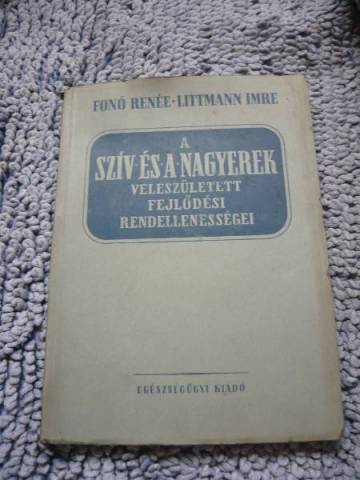 FONÓ RENÉE · LITTMANN IMRE
A
SZÍV·ÉS·A·NAGYEREK
VELESZÜLETETT
FEJLŐDÉSI
RENDELLENESSÉGEI
EGÉSZSÉGÜGYI KIADÓ